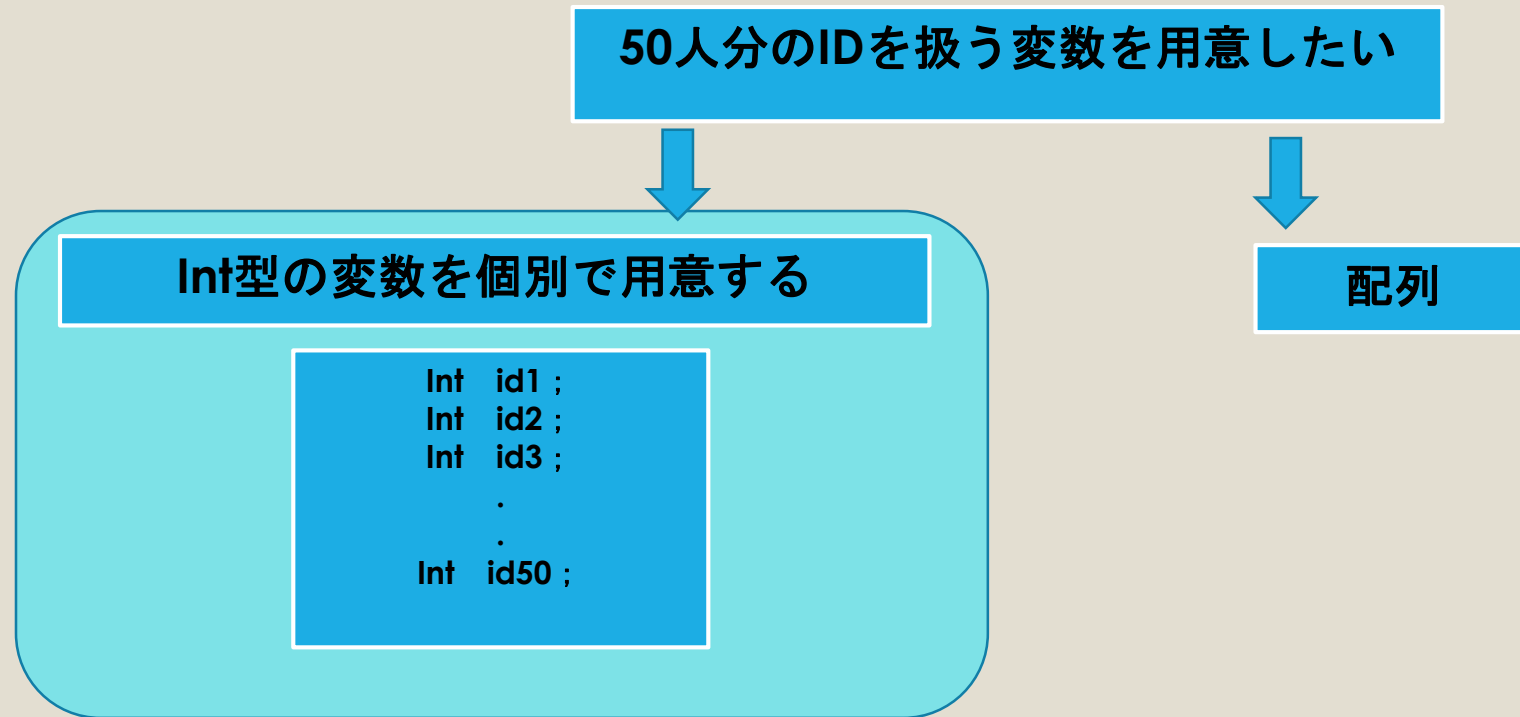 50人分のIDを扱う変数を用意したい
Int型の変数を個別で用意する
配列
Int　id1；
Int　id2；
Int　id3；
.
.
Int　id50；